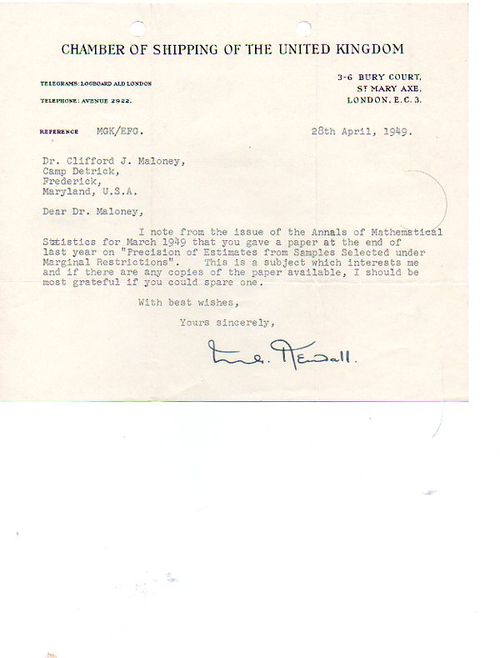 CHAMBER OF SHIPPING OF THE UNITED KINGDOM
TELEGRAMS: LOGBOARD ALD LONDON
TELEPHONE: AVENUE 2922.
3-6 BURY COURT,
ST MARY AXE,
LONDON, E.C.3.
REFERENCE MGK/EFG.
28th April, 1949.
Dr. Clifford J. Maloney,
Camp Detrick,
Frederick,
Maryland, U.S.A.
Dear Dr. Maloney,
I note from the issue of the Annals of Mathematical
Statistics for March 1949 that you gave a paper at the end of
last year on "Precision of Estimates from Samples Selected under
Marginal Restrictions". This is a subject which interests me
and if there are any copies of the paper available, I should be
most grateful if you could spare one.
With best wishes,
Yours sincerely,
M.G. Kendall.